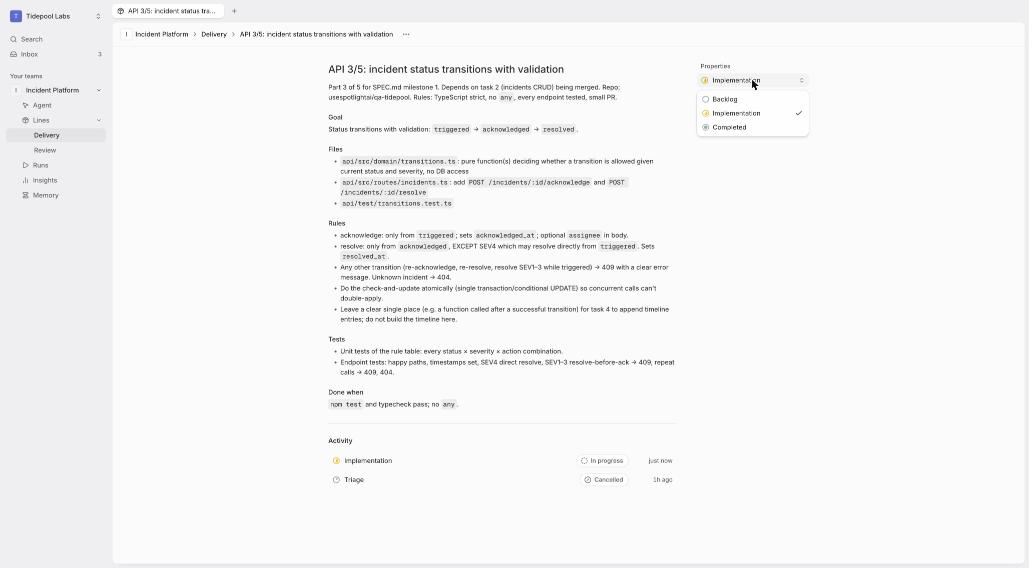 T Tidepool Labs
API 3/5: incident status tra...
Search
Inbox 3
Your teams
Incident Platform
Agent
Lines
Delivery
Review
Runs
Insights
Memory
I Incident Platform > Delivery > API 3/5: incident status transitions with validation
API 3/5: incident status transitions with validation
Part 3 of 5 for SPEC.md milestone 1. Depends on task 2 (incidents CRUD) being merged. Repo:
usespotlightai/qa-tidepool. Rules: TypeScript strict, no any, every endpoint tested, small PR.
Goal
Status transitions with validation: triggered → acknowledged → resolved.
Files
• api/src/domain/transitions.ts: pure function(s) deciding whether a transition is allowed given
current status and severity, no DB access
• api/src/routes/incidents.ts: add POST /incidents/:id/acknowledge and POST
/incidents/:id/resolve
• api/test/transitions.test.ts
Rules
• acknowledge: only from triggered; sets acknowledged_at; optional assignee in body.
• resolve: only from acknowledged, EXCEPT SEV4 which may resolve directly from triggered. Sets
resolved_at.
• Any other transition (re-acknowledge, re-resolve, resolve SEV1–3 while triggered) → 409 with a clear error
message. Unknown incident → 404.
• Do the check-and-update atomically (single transaction/conditional UPDATE) so concurrent calls can't
double-apply.
• Leave a clear single place (e.g. a function called after a successful transition) for task 4 to append timeline
entries; do not build the timeline here.
Tests
• Unit tests of the rule table: every status × severity × action combination.
• Endpoint tests: happy paths, timestamps set, SEV4 direct resolve, SEV1–3 resolve-before-ack → 409, repeat
calls → 409, 404.
Done when
npm test and typecheck pass; no any.
Activity
Implementation In progress just now
Triage Cancelled 1h ago
Properties
Implementation
Backlog
Implementation
Completed